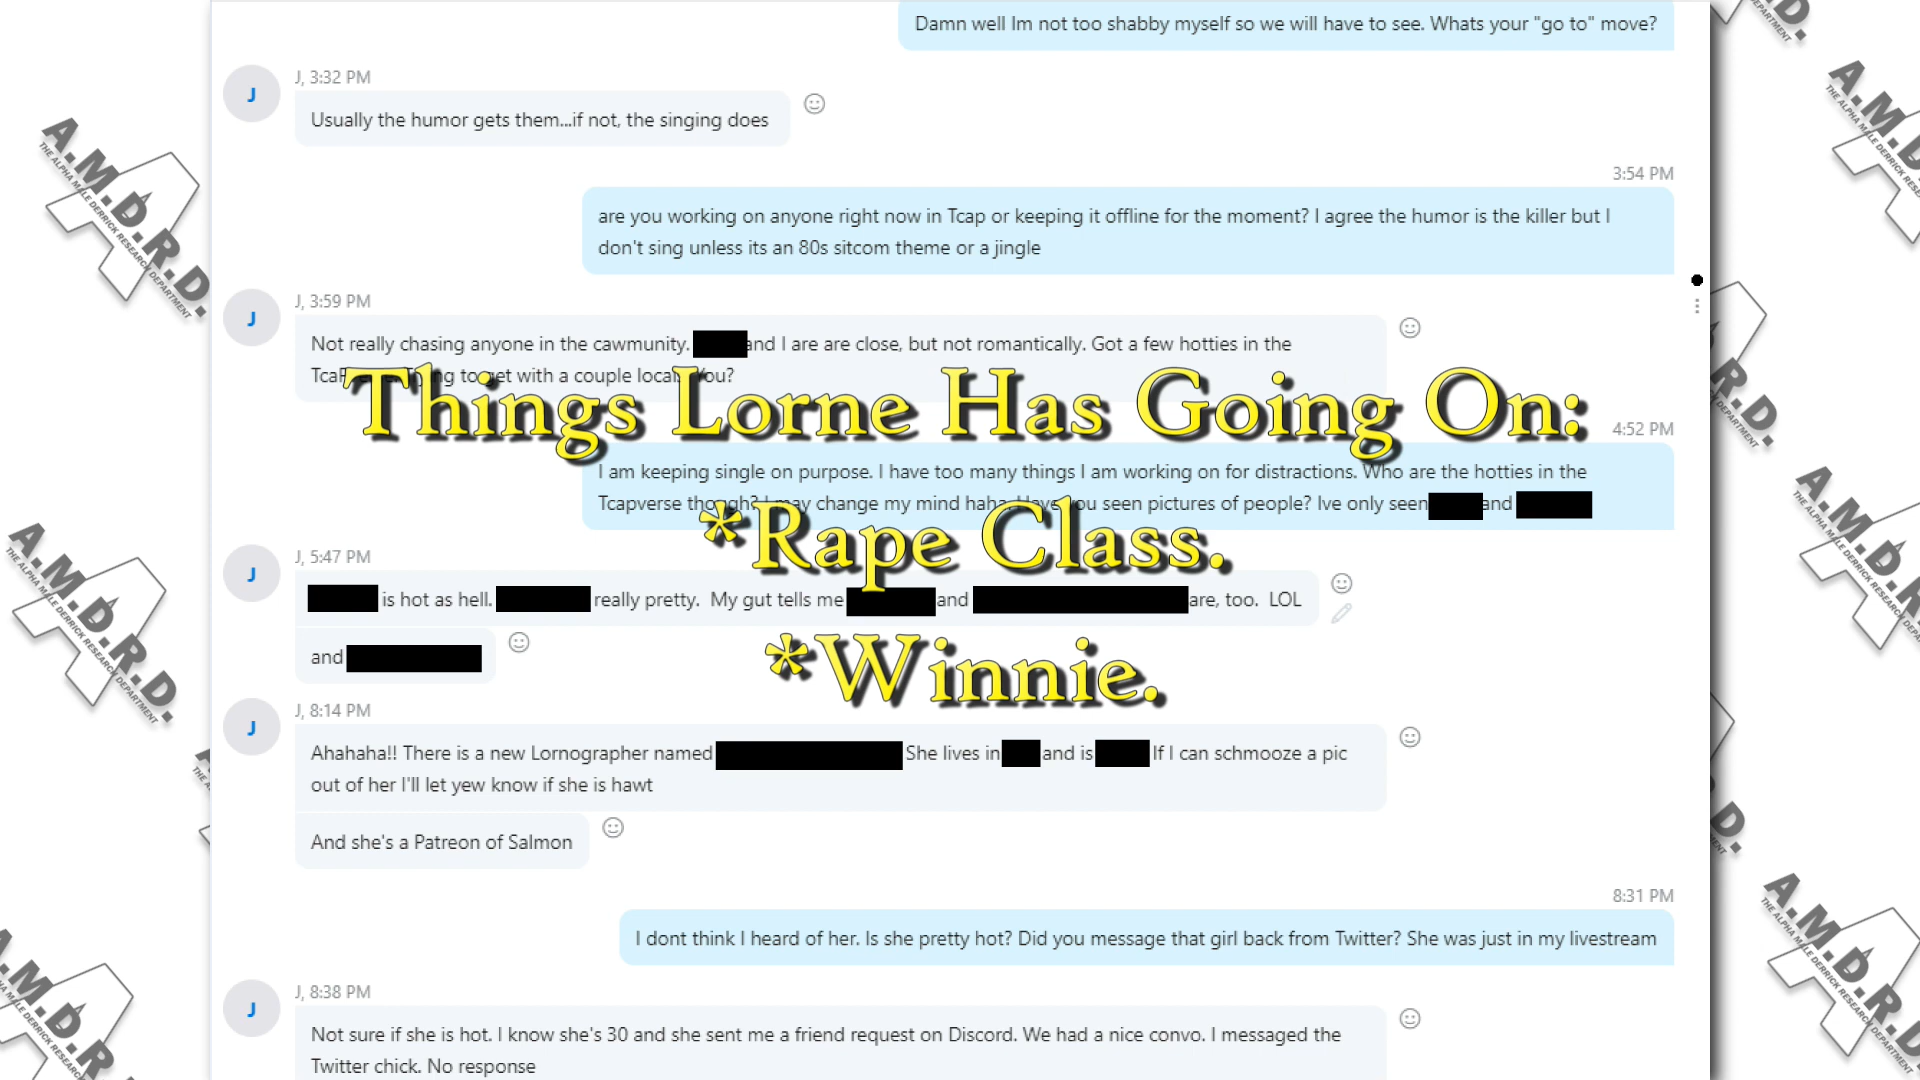 Damn well Im not too shabby myself so we will have to see. Whats your "go to" move?
J
J, 3:32 PM
Usually the humor gets them...if not, the singing does
3:54 PM
are you working on anyone right now in Tcap or keeping it offline for the moment? I agree the humor is the killer but I
don't sing unless its an 80s sitcom theme or a jingle
J
J, 3:59 PM
Not really chasing anyone in the cawmunity. and I are are close, but not romantically. Got a few hotties in the
to get with a couple
Things Lorne Has Going On:
4:52 PM
I am keeping single on purpose. I have too many things I am working on for distractions. Who are the hotties in the
Tcapverse though? I may change my mind haha. Have you seen pictures of people? Ive only seen and
*Rape Class.
J
J, 5:47 PM
is hot as hell. really pretty. My gut tells me and are, too. LOL
and
*Winnie.
J
J, 8:14 PM
Ahahaha!! There is a new Lornographer named She lives in and is If I can schmooze a pic
out of her I'll let yew know if she is hawt
And she's a Patreon of Salmon
8:31 PM
I dont think I heard of her. Is she pretty hot? Did you message that girl back from Twitter? She was just in my livestream
J
J, 8:38 PM
Not sure if she is hot. I know she's 30 and she sent me a friend request on Discord. We had a nice convo. I messaged the
Twitter chick. No response
A.M.D.R.D.
THE ALPHA MALE DERRICK RESEARCH DEPARTMENT
A.M.D.R.D.
THE ALPHA MALE DERRICK RESEARCH DEPARTMENT